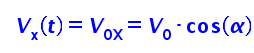 Vx(t) = V0X = V0 · cos(α)